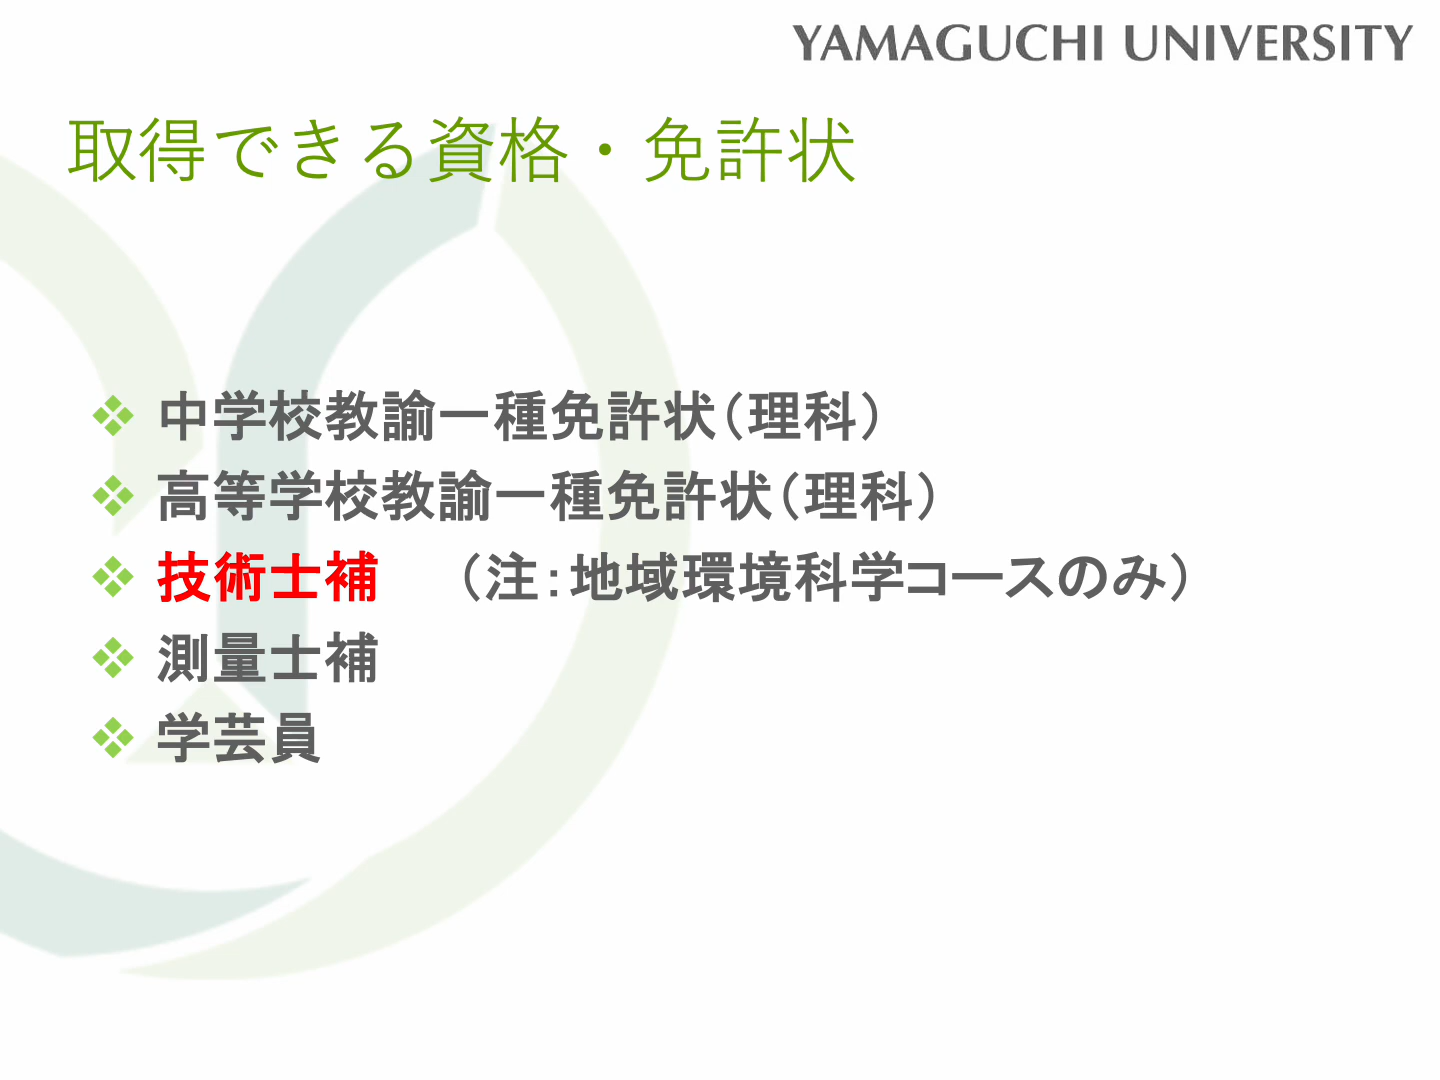 YAMAGUCHI UNIVERSITY
取得できる資格・免許状
中学校教諭一種免許状（理科）
高等学校教諭一種免許状（理科）
技術士補　（注：地域環境科学コースのみ）
測量士補
学芸員